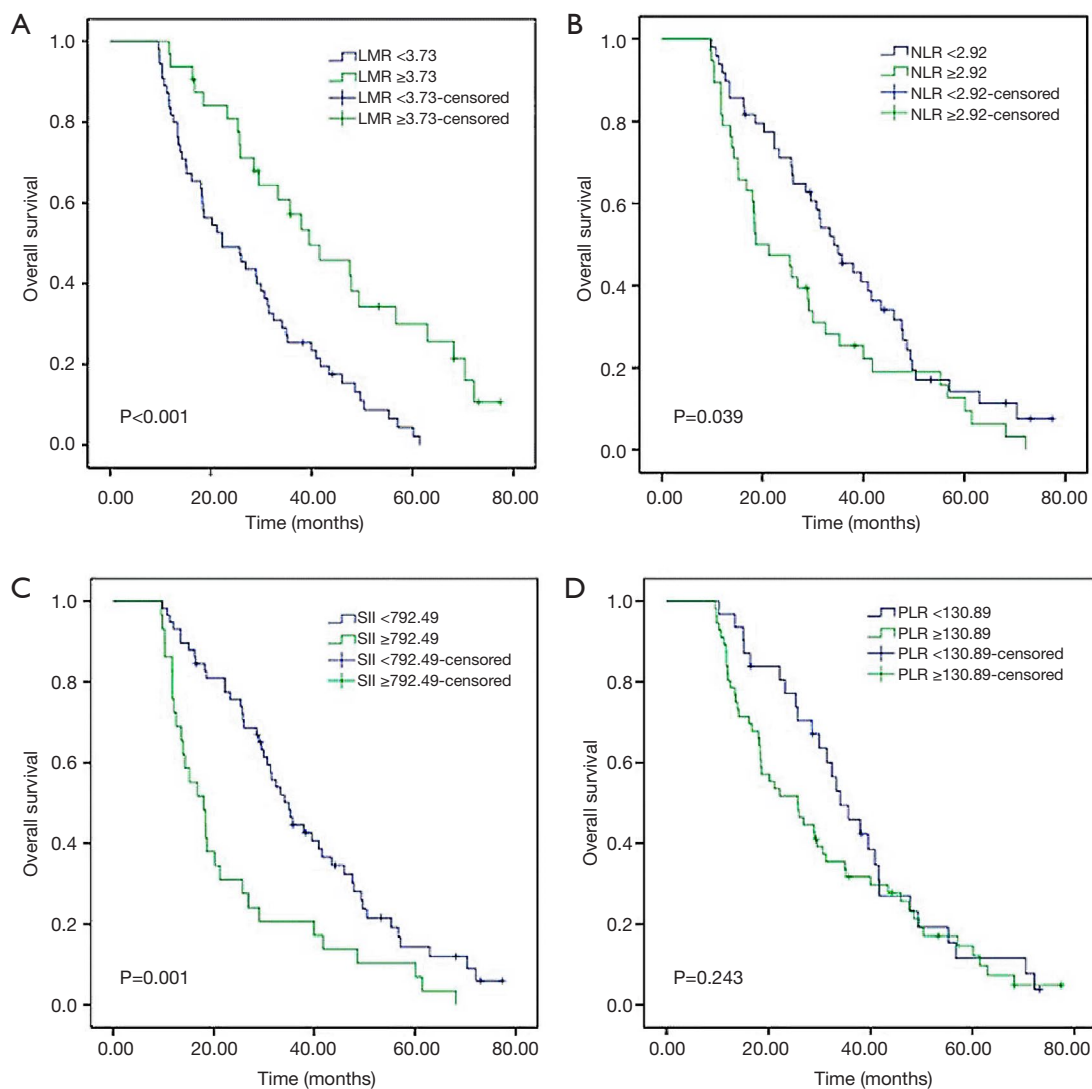 A
Overall survival
1.0
0.8
0.6
0.4
0.2
0.0
LMR <3.73
LMR ≥3.73
LMR <3.73-censored
LMR ≥3.73-censored
P<0.001
0.00 20.00 40.00 60.00 80.00
Time (months)
B
Overall survival
1.0
0.8
0.6
0.4
0.2
0.0
NLR <2.92
NLR ≥2.92
NLR <2.92-censored
NLR ≥2.92-censored
P=0.039
0.00 20.00 40.00 60.00 80.00
Time (months)
C
Overall survival
1.0
0.8
0.6
0.4
0.2
0.0
SII <792.49
SII ≥792.49
SII <792.49-censored
SII ≥792.49-censored
P=0.001
0.00 20.00 40.00 60.00 80.00
Time (months)
D
Overall survival
1.0
0.8
0.6
0.4
0.2
0.0
PLR <130.89
PLR ≥130.89
PLR <130.89-censored
PLR ≥130.89-censored
P=0.243
0.00 20.00 40.00 60.00 80.00
Time (months)